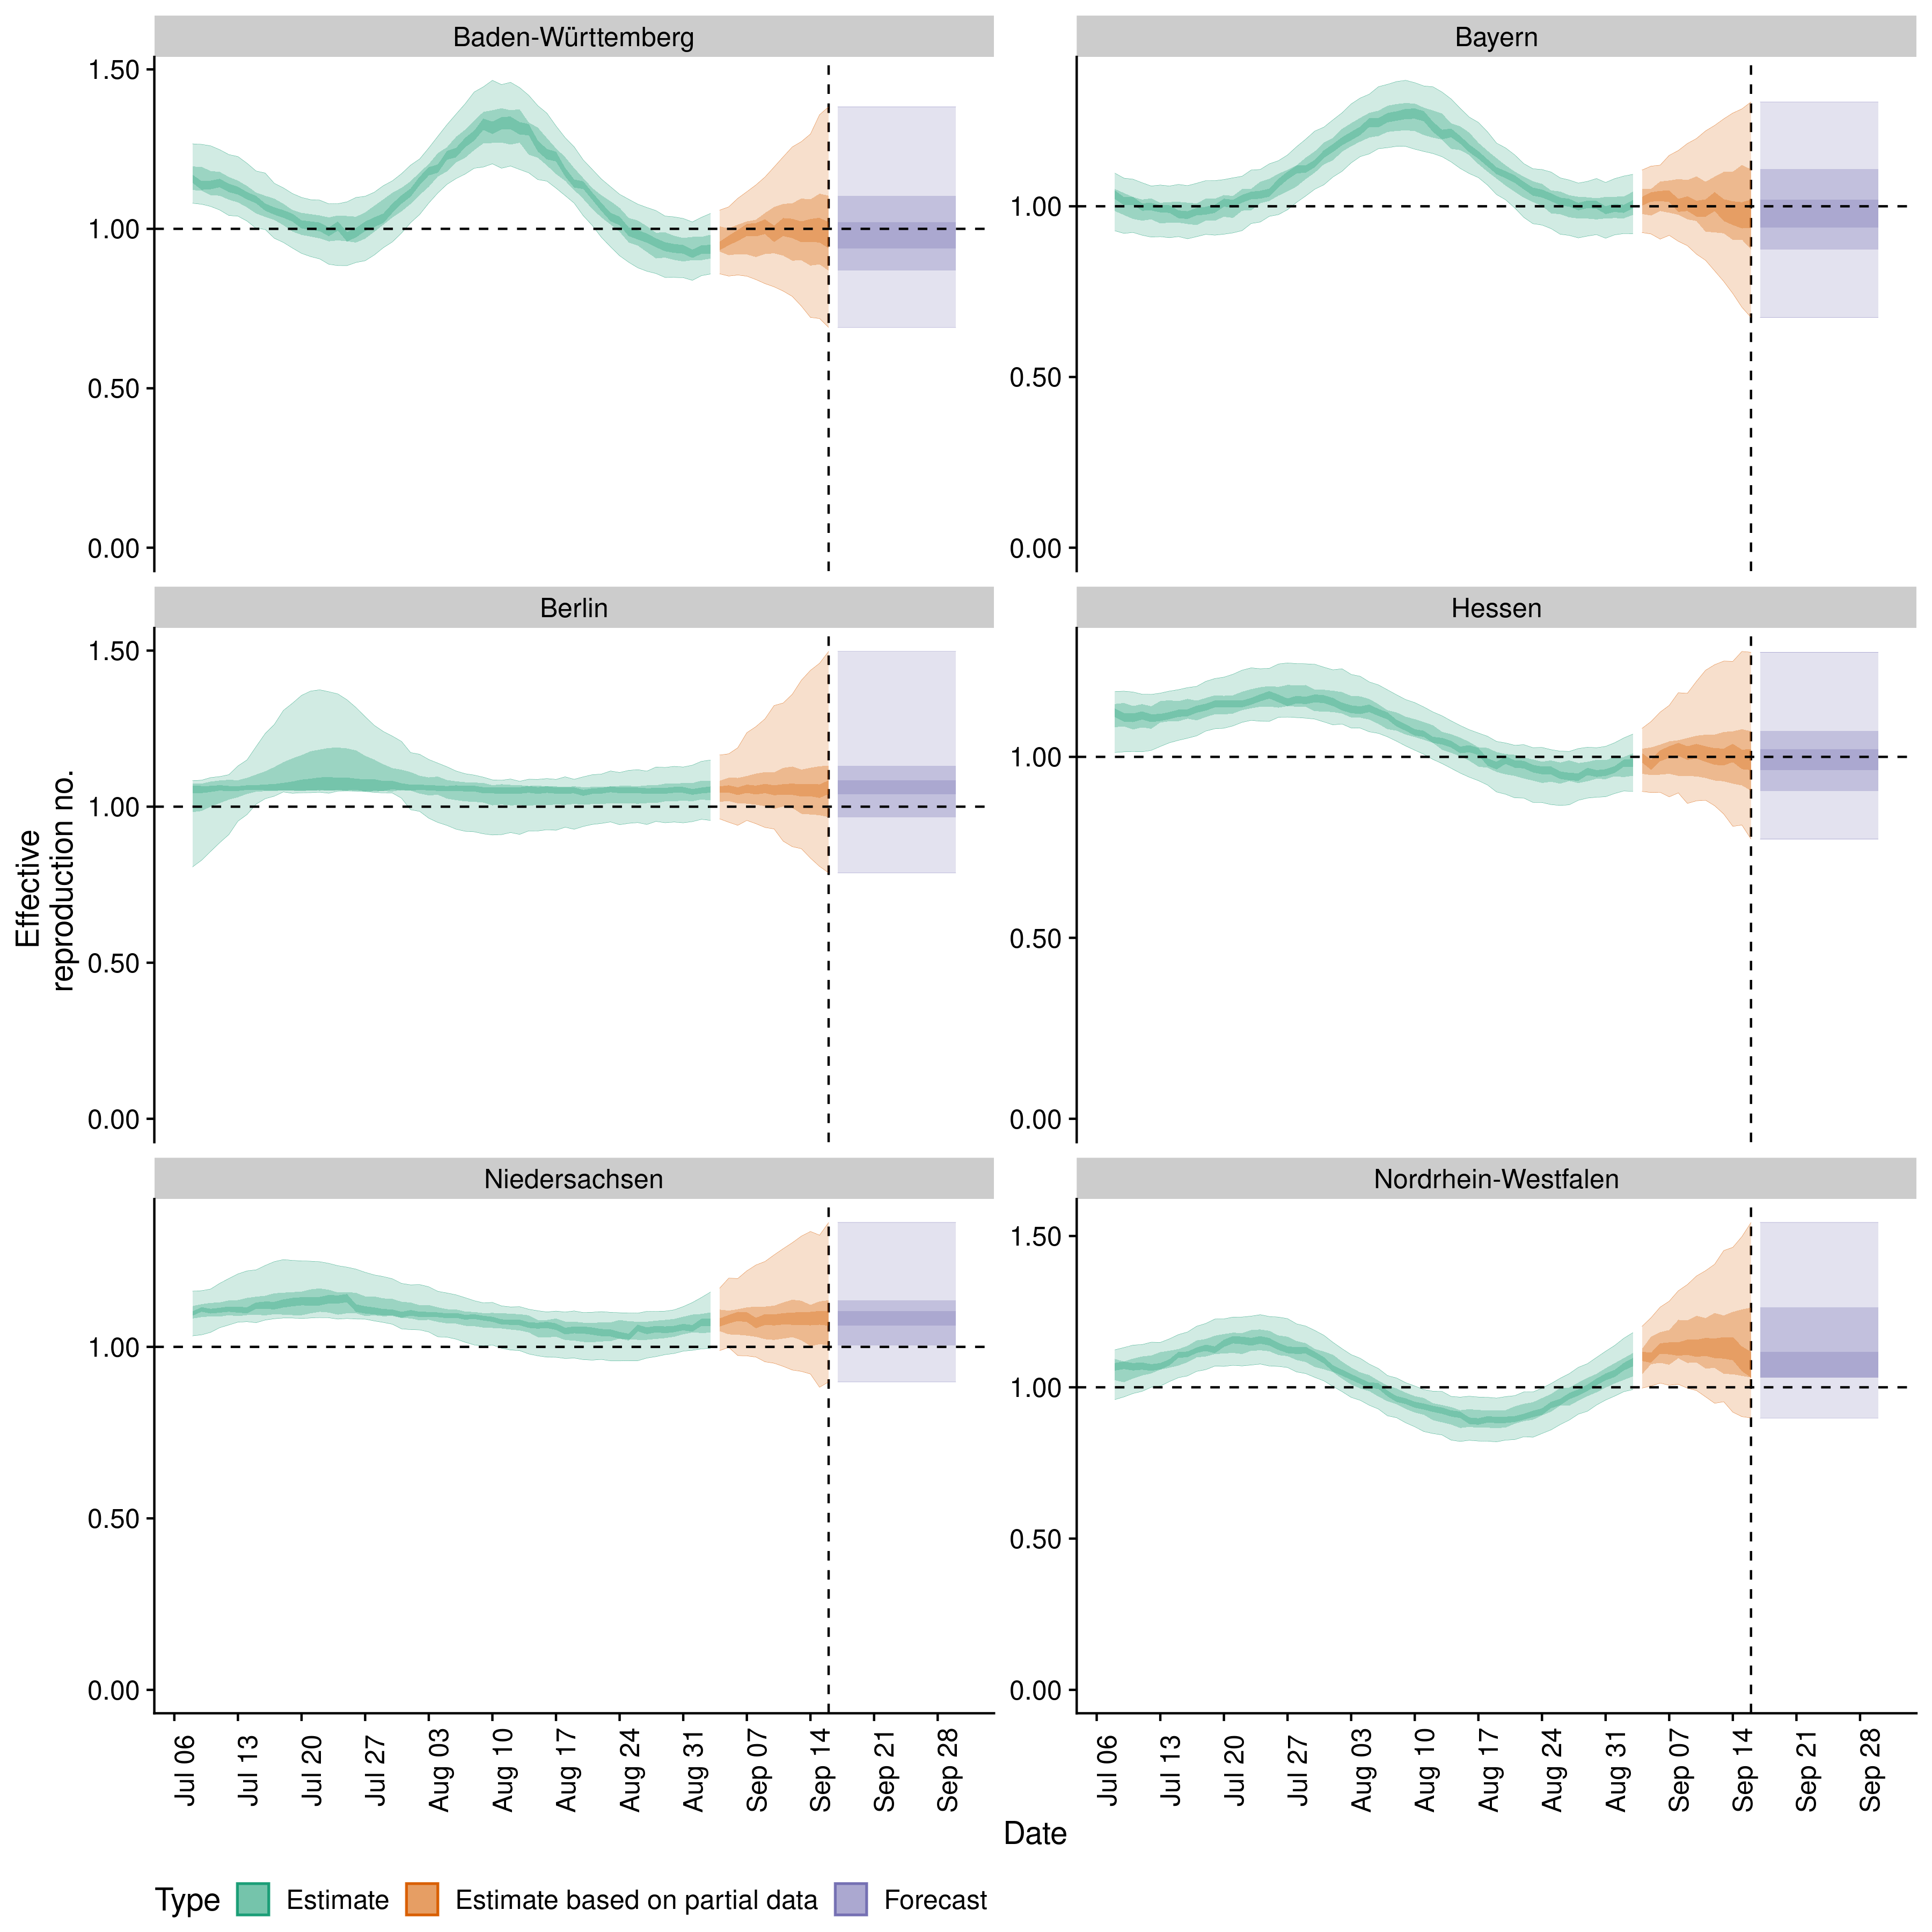 Baden-Württemberg
Bayern
1.50
1.00
0.50
0.00
1.00
0.50
0.00
Berlin
Hessen
1.50
1.00
0.50
0.00
1.00
0.50
0.00
Effective
reproduction no.
Niedersachsen
Nordrhein-Westfalen
1.00
0.50
0.00
1.50
1.00
0.50
0.00
Jul 06
Jul 13
Jul 20
Jul 27
Aug 03
Aug 10
Aug 17
Aug 24
Aug 31
Sep 07
Sep 14
Sep 21
Sep 28
Jul 06
Jul 13
Jul 20
Jul 27
Aug 03
Aug 10
Aug 17
Aug 24
Aug 31
Sep 07
Sep 14
Sep 21
Sep 28
Date
Type Estimate Estimate based on partial data Forecast